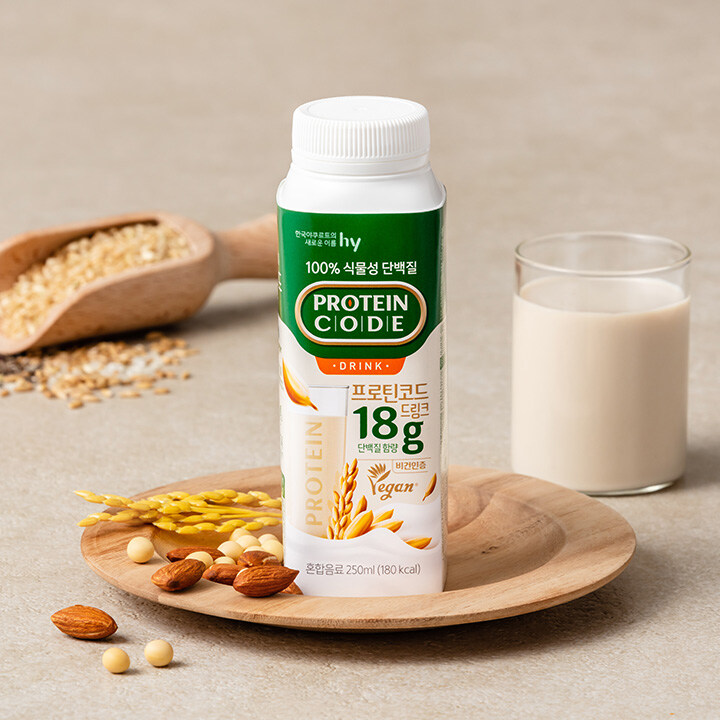 한국야쿠르트의
새로운 이름 hy
100% 식물성 단백질
PROTEIN
CODE
·DRINK·
프로틴코드
드링크
18g
단백질 함량
비건인증
Vegan
PROTEIN
혼합음료 250ml (180 kcal)